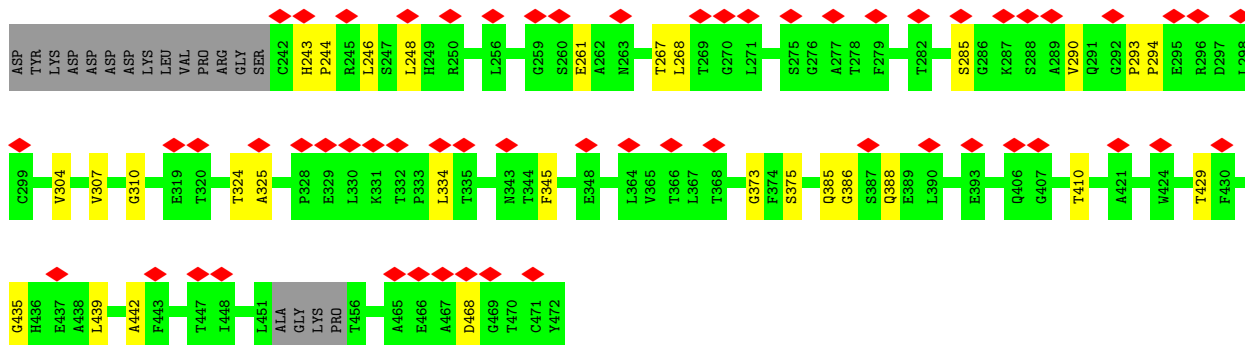 ASP TYR LYS ASP ASP ASP ASP LYS LEU VAL PRO ARG GLY SER C242 H243 P244 R245 L246 S247 L248 H249 R250 L256 G259 S260 E261 A262 N263 T267 L268 T269 G270 L271 S275 G276 A277 T278 F279 T282 S285 G286 K287 S288 A289 V290 Q291 G292 P293 P294 E295 R296 D297 L298
C299 V304 V307 G310 E319 T320 T324 A325 P328 E329 L330 K331 T332 P333 L334 T335 N343 T344 F345 E348 L364 V365 T366 L367 T368 G373 F374 S375 Q385 G386 S387 Q388 E389 L390 E393 Q406 G407 T410 A421 W424 T429 F430
G435 H436 E437 A438 L439 A442 F443 T447 I448 L451 ALA GLY LYS PRO T456 A465 E466 A467 D468 G469 T470 C471 Y472